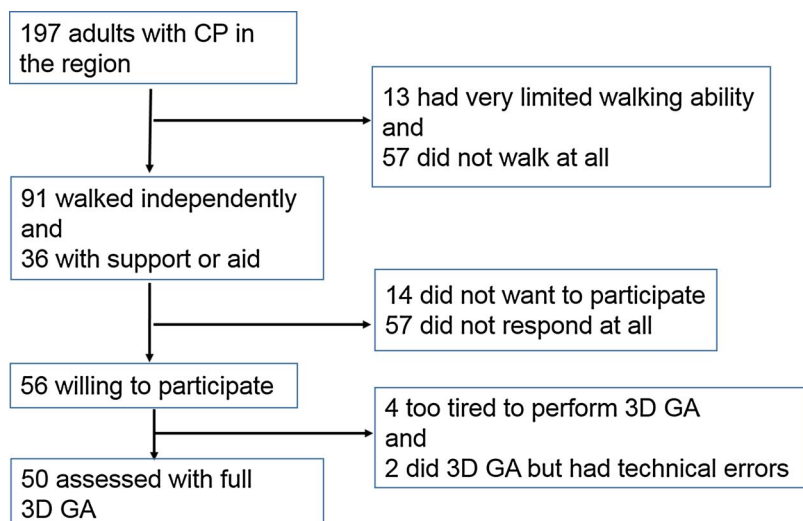 197 adults with CP in
the region
13 had very limited walking ability
and
57 did not walk at all
91 walked independently
and
36 with support or aid
14 did not want to participate
57 did not respond at all
56 willing to participate
4 too tired to perform 3D GA
and
2 did 3D GA but had technical errors
50 assessed with full
3D GA